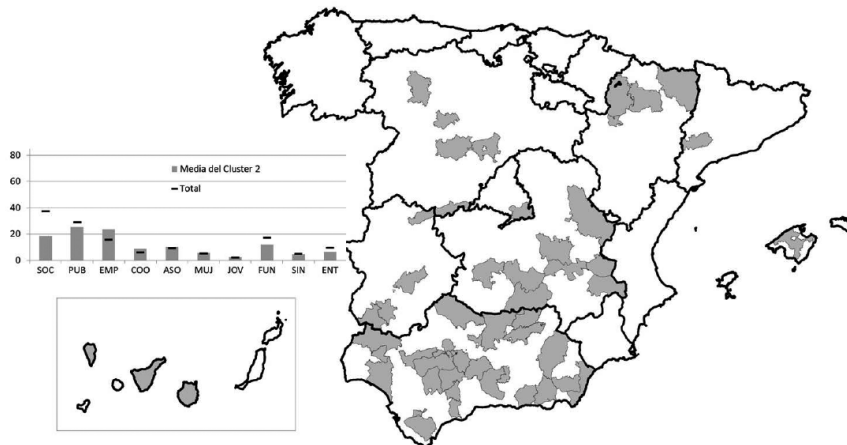 80
60
40
20
0
Media del Cluster 2
Total
SOC PUB EMP COO ASO MUJ JOV FUN SIN ENT